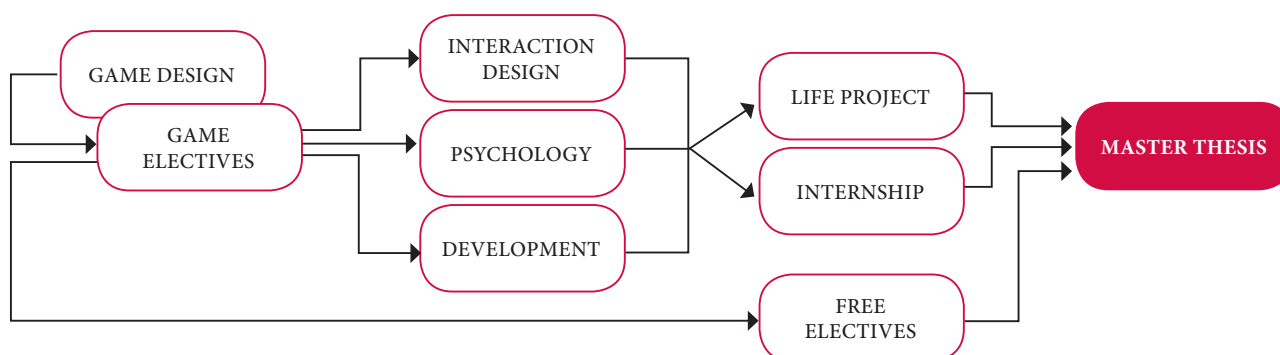 GAME DESIGN
GAME
ELECTIVES
INTERACTION
DESIGN
PSYCHOLOGY
DEVELOPMENT
LIFE PROJECT
INTERNSHIP
FREE
ELECTIVES
MASTER THESIS